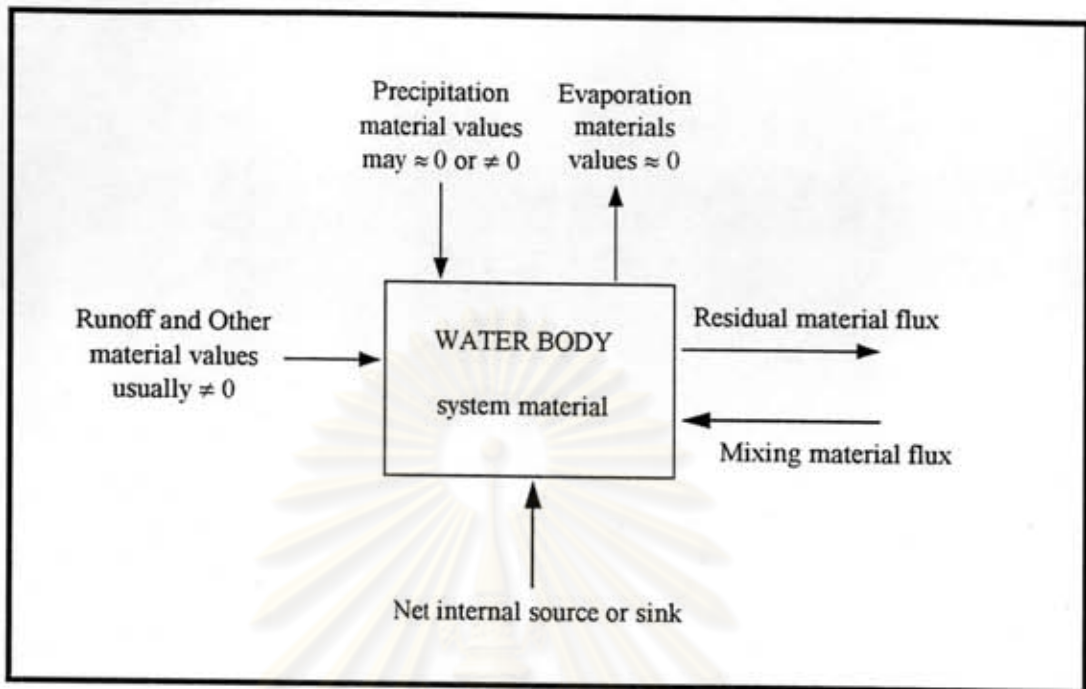 Precipitation
material values
may ≈ 0 or ≠ 0
Evaporation
materials
values ≈ 0
Runoff and Other
material values
usually ≠ 0
WATER BODY
system material
Residual material flux
Mixing material flux
Net internal source or sink